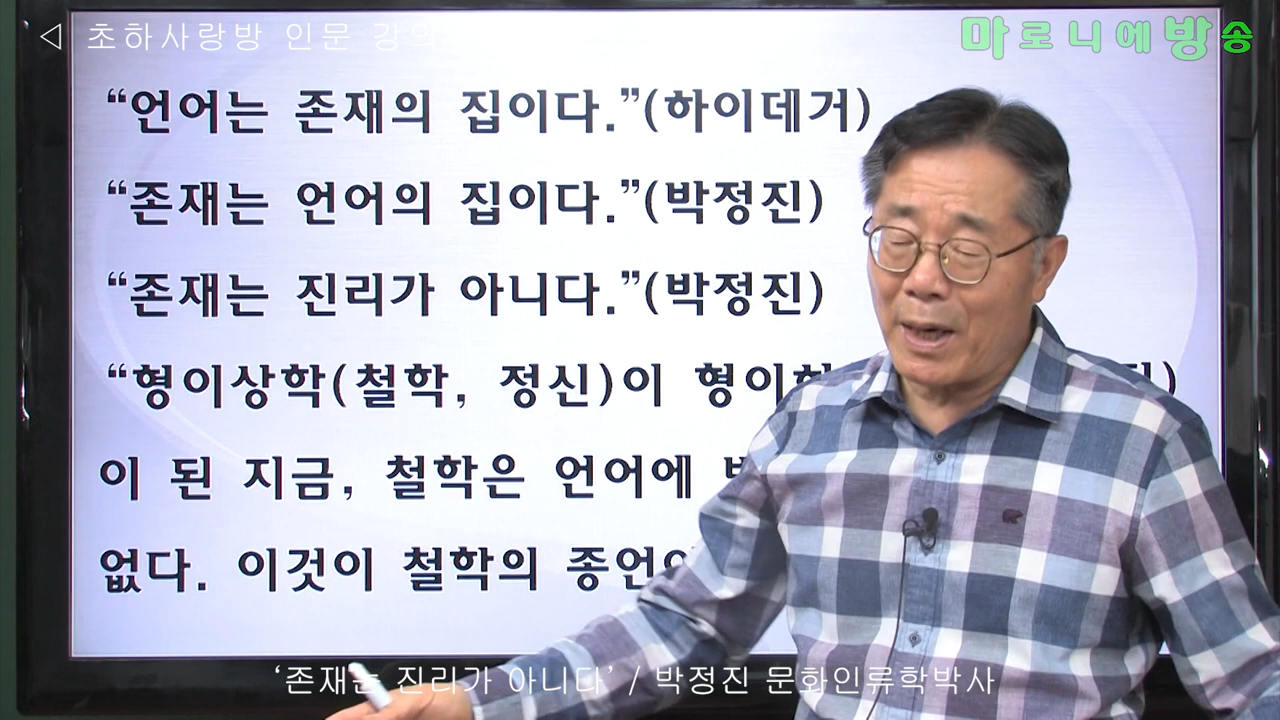 ◁ 초하사랑방 인문 강의
마로니에방송
“언어는 존재의 집이다.”(하이데거)
“존재는 언어의 집이다.”(박정진)
“존재는 진리가 아니다.”(박정진)
“형이상학(철학, 정신)이
이 된 지금, 철학은 언어에
없다. 이것이 철학의
‘존재는 진리가 아니다’ / 박정진 문화인류학박사